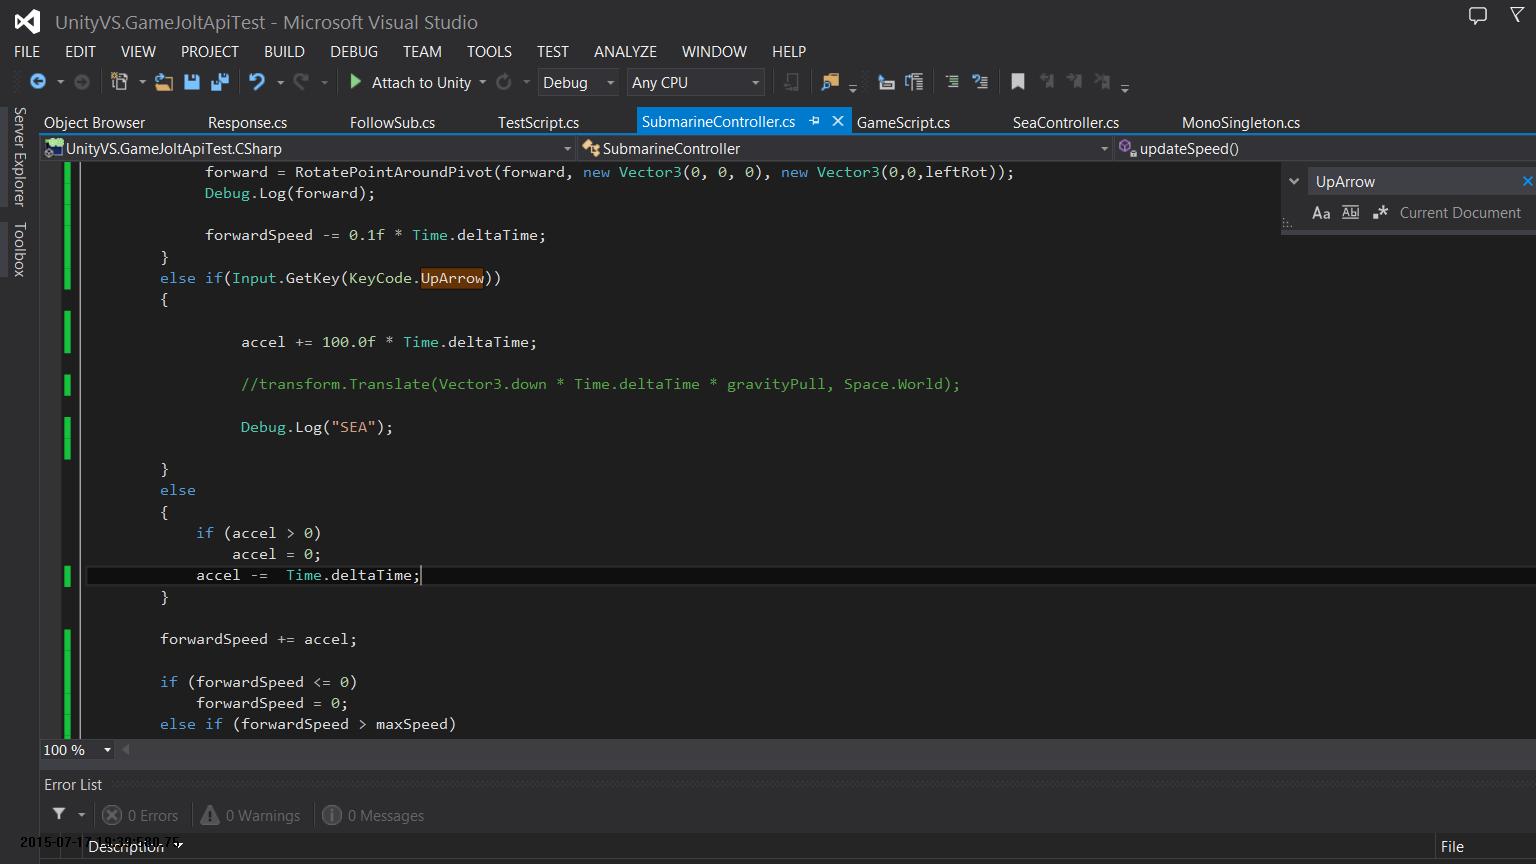 UnityVS.GameJoltApiTest - Microsoft Visual Studio
FILE EDIT VIEW PROJECT BUILD DEBUG TEAM TOOLS TEST ANALYZE WINDOW HELP
Attach to Unity Debug Any CPU
Server Explorer
Toolbox
Object Browser Response.cs FollowSub.cs TestScript.cs SubmarineController.cs GameScript.cs SeaController.cs MonoSingleton.cs
UnityVS.GameJoltApiTest.CSharp SubmarineController updateSpeed()
UpArrow
Aa Abl Current Document
forward = RotatePointAroundPivot(forward, new Vector3(0, 0, 0), new Vector3(0,0,leftRot));
Debug.Log(forward);
forwardSpeed -= 0.1f * Time.deltaTime;
}
else if(Input.GetKey(KeyCode.UpArrow))
{
accel += 100.0f * Time.deltaTime;
//transform.Translate(Vector3.down * Time.deltaTime * gravityPull, Space.World);
Debug.Log("SEA");
}
else
{
if (accel > 0)
accel = 0;
accel -=  Time.deltaTime;
}
forwardSpeed += accel;
if (forwardSpeed <= 0)
forwardSpeed = 0;
else if (forwardSpeed > maxSpeed)
100 %
Error List
0 Errors 0 Warnings 0 Messages
Description File